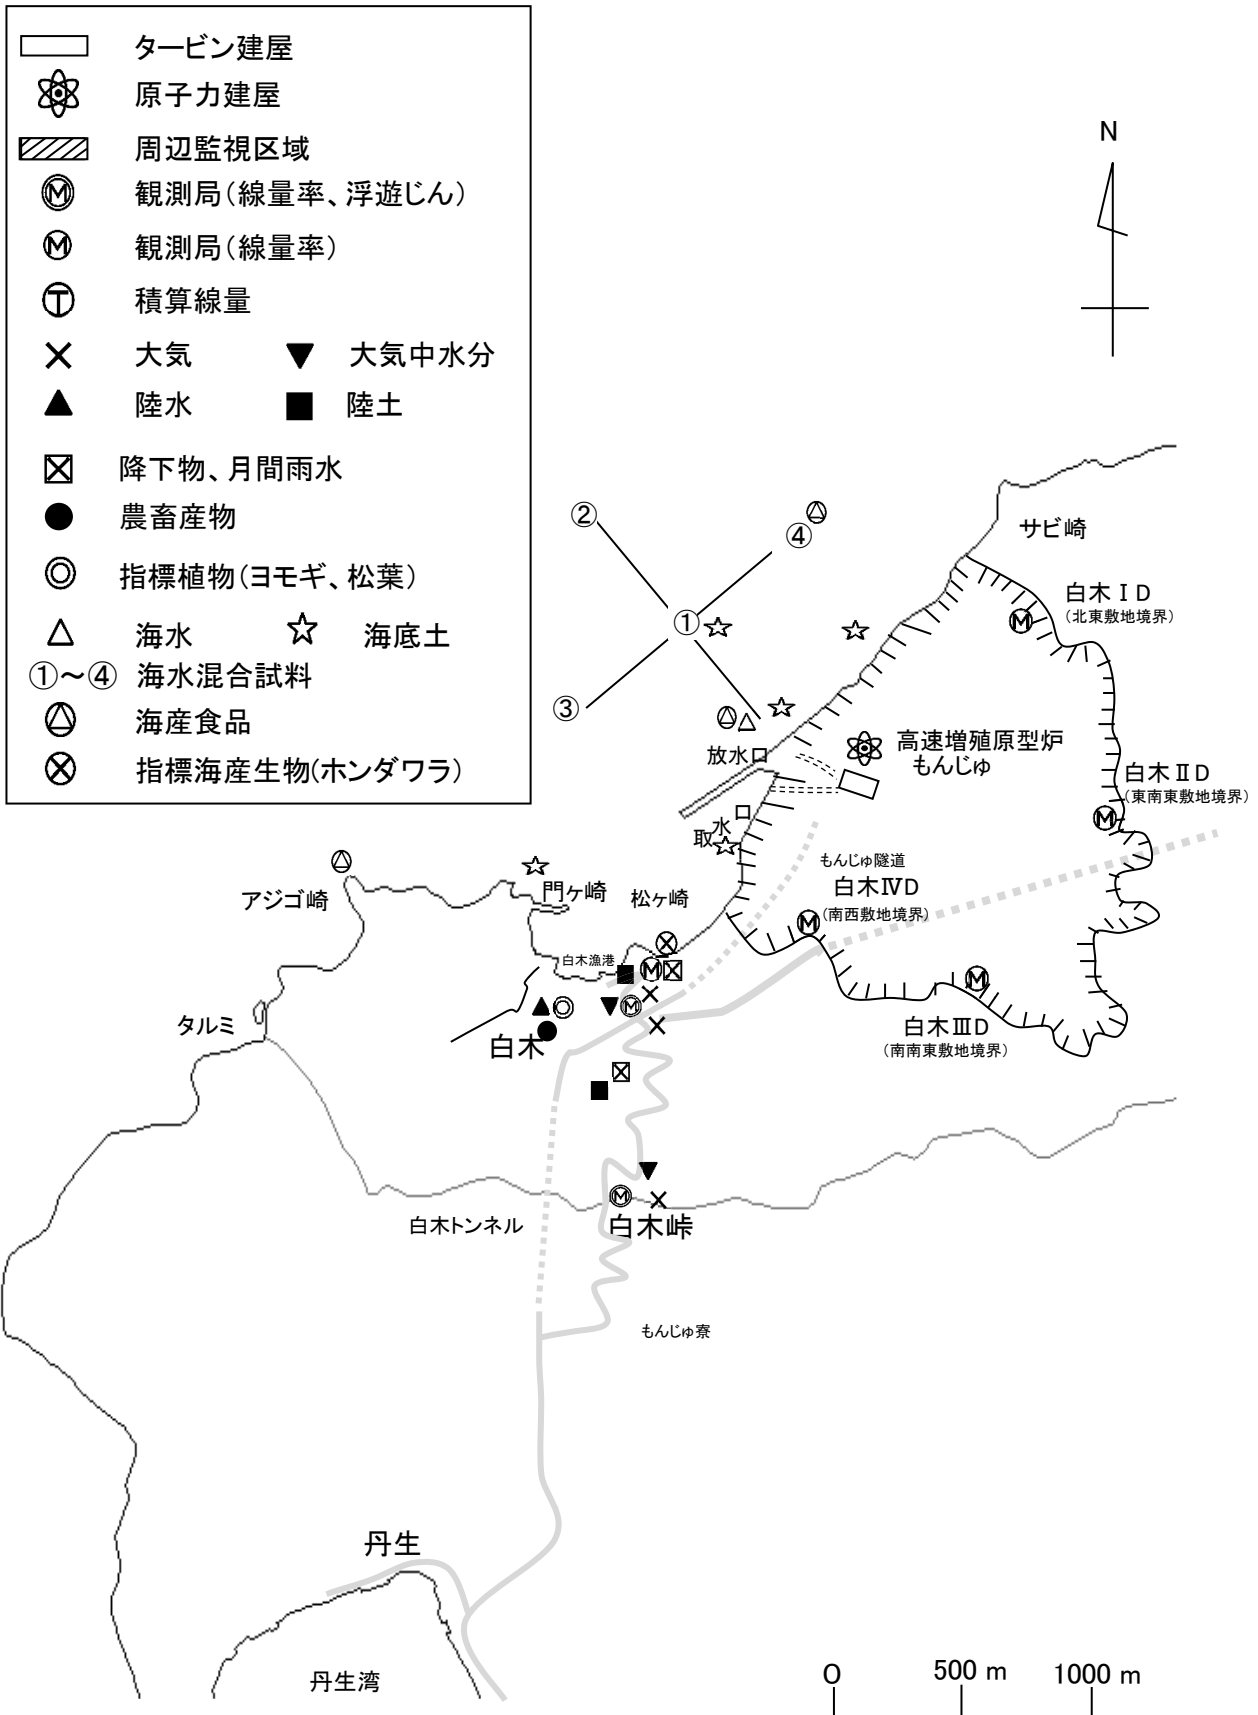 タービン建屋
原子力建屋
周辺監視区域
Ⓜ 観測局(線量率、浮遊じん)
Ⓜ 観測局(線量率)
Ⓣ 積算線量
大気
大気中水分
陸水
陸土
降下物、月間雨水
農畜産物
指標植物(ヨモギ、松葉)
海水
海底土
①～④ 海水混合試料
海産食品
指標海産生物(ホンダワラ)
N
サビ崎
②
④
①
③
白木ⅠD
(北東敷地境界)
M
放水口
高速増殖原型炉
もんじゅ
白木ⅡD
(東南東敷地境界)
M
取水口
もんじゅ隧道
白木ⅣD
(南西敷地境界)
M
アジゴ崎
門ヶ崎
松ヶ崎
白木漁港
M
M
M
白木ⅢD
(南南東敷地境界)
タルミ
白木
M
白木峠
白木トンネル
もんじゅ寮
丹生
丹生湾
O
500 m
1000 m